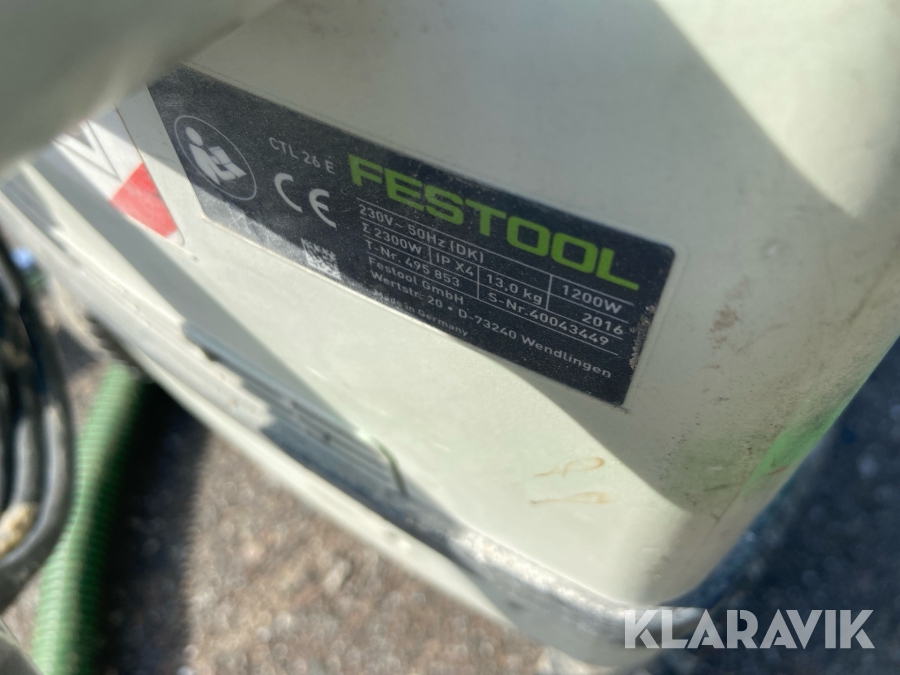 CTL 26 E
CE
FESTOOL
230V~ 50Hz (DK)
Σ 2300W IP X4 13,0 kg 1200W
T-Nr. 495 853 S-Nr.40043449 2016
Festool GmbH
Wertstr. 20 • D-73240 Wendlingen
Made in Germany
KLARAVIK